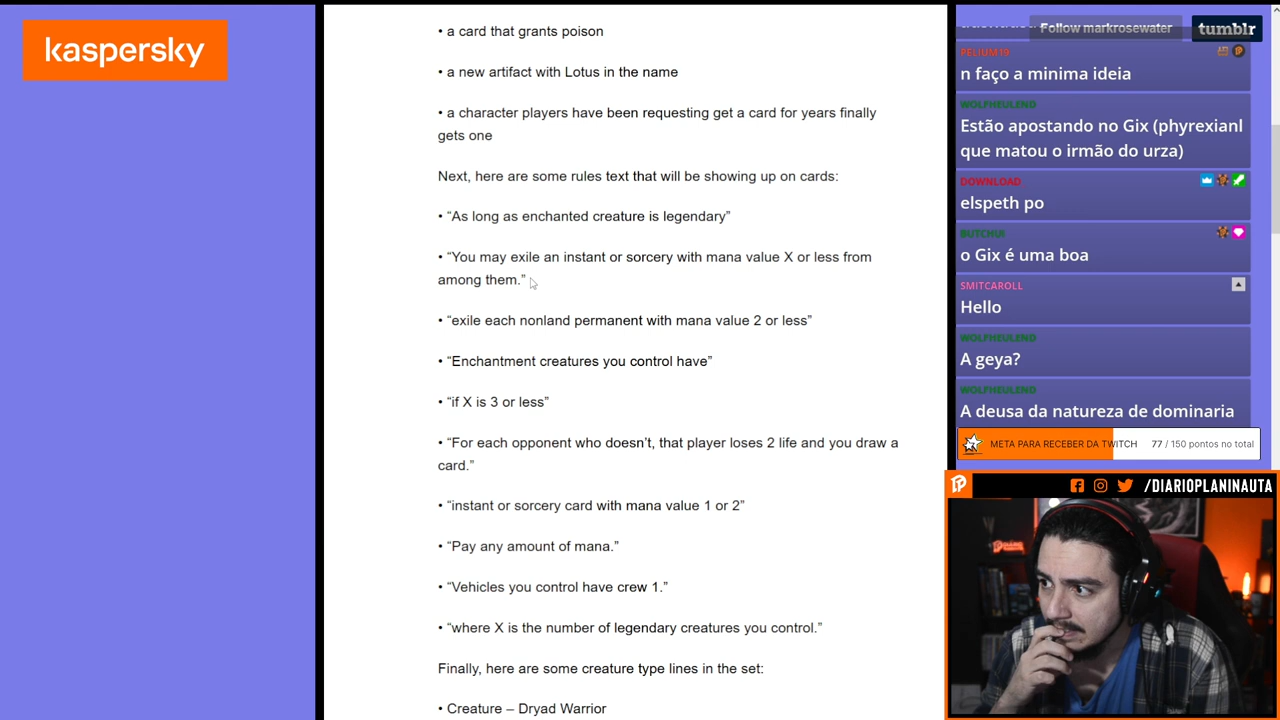 kaspersky
• a card that grants poison
• a new artifact with Lotus in the name
• a character players have been requesting get a card for years finally
gets one
Next, here are some rules text that will be showing up on cards:
• “As long as enchanted creature is legendary”
• “You may exile an instant or sorcery with mana value X or less from
among them.”
• “exile each nonland permanent with mana value 2 or less”
• “Enchantment creatures you control have”
• “if X is 3 or less”
• “For each opponent who doesn’t, that player loses 2 life and you draw a
card.”
• “instant or sorcery card with mana value 1 or 2”
• “Pay any amount of mana.”
• “Vehicles you control have crew 1.”
• “where X is the number of legendary creatures you control.”
Finally, here are some creature type lines in the set:
• Creature – Dryad Warrior
Follow markrosewater
tumblr
PELIUM10
n faço a minima ideia
WOLFHEULEND
Estão apostando no Gix (phyrexianl
que matou o irmão do urza)
DOWNLOAD
elspeth po
BUTCHUI
o Gix é uma boa
SMITCAROLL
Hello
WOLFHEULEND
A geya?
WOLFHEULEND
A deusa da natureza de dominaria
META PARA RECEBER DA TWITCH 77 / 150 pontos no total
/DIARIOPLANINAUTA